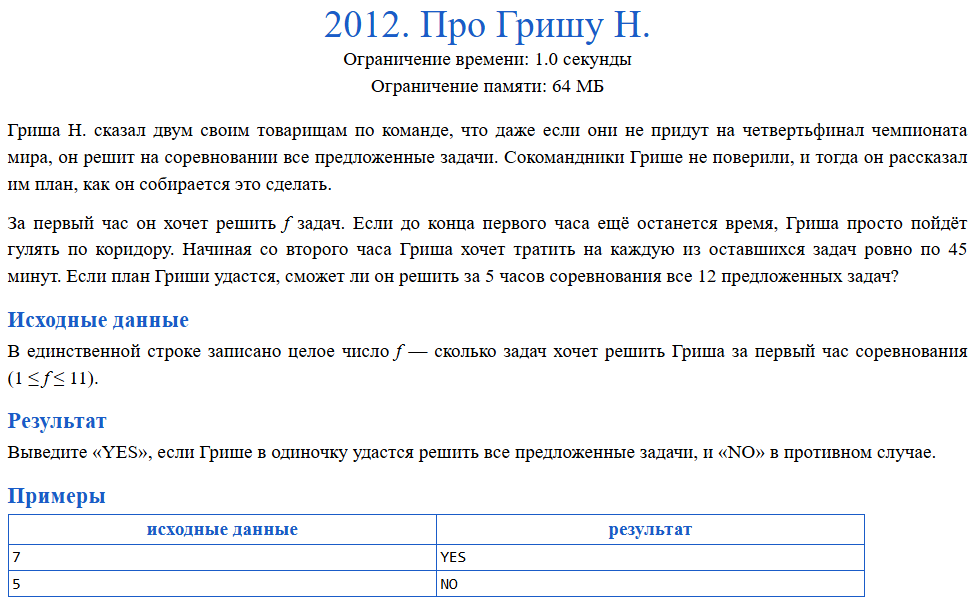 2012. Про Гришу Н.
Ограничение времени: 1.0 секунды
Ограничение памяти: 64 МБ
Гриша Н. сказал двум своим товарищам по команде, что даже если они не придут на четвертьфинал чемпионата
мира, он решит на соревновании все предложенные задачи. Сокомандники Грише не поверили, и тогда он рассказал
им план, как он собирается это сделать.
За первый час он хочет решить f задач. Если до конца первого часа ещё останется время, Гриша просто пойдёт
гулять по коридору. Начиная со второго часа Гриша хочет тратить на каждую из оставшихся задач ровно по 45
минут. Если план Гриши удастся, сможет ли он решить за 5 часов соревнования все 12 предложенных задач?
Исходные данные
В единственной строке записано целое число f — сколько задач хочет решить Гриша за первый час соревнования
(1 ≤ f ≤ 11).
Результат
Выведите «YES», если Грише в одиночку удастся решить все предложенные задачи, и «NO» в противном случае.
Примеры
исходные данные результат
7 YES
5 NO